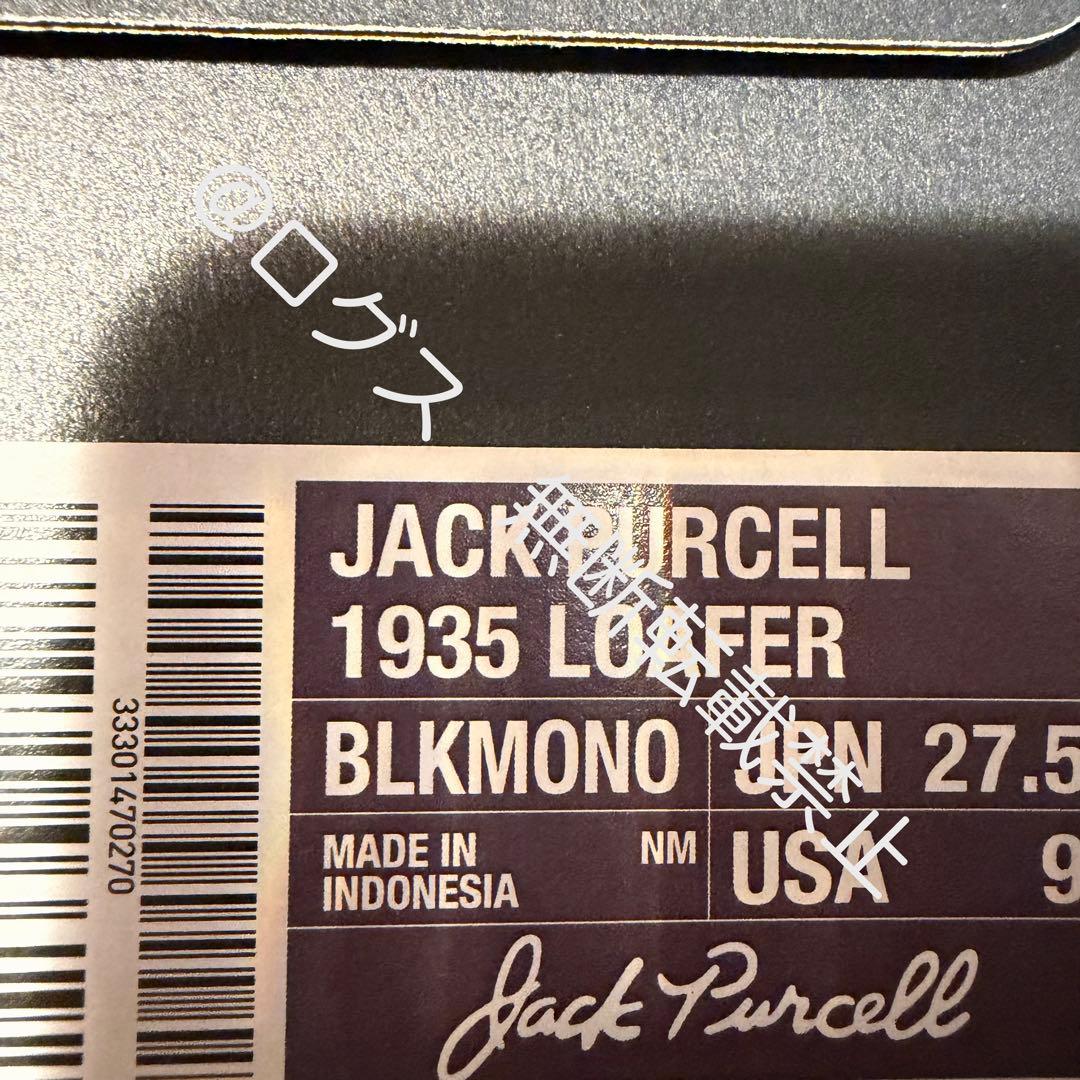 @ログス
無断転載禁止
JACK PURCELL
1935 LOAFER
BLKMONO
JPN 27.5
MADE IN
INDONESIA
NM
USA 9
Jack Purcell
33301470270